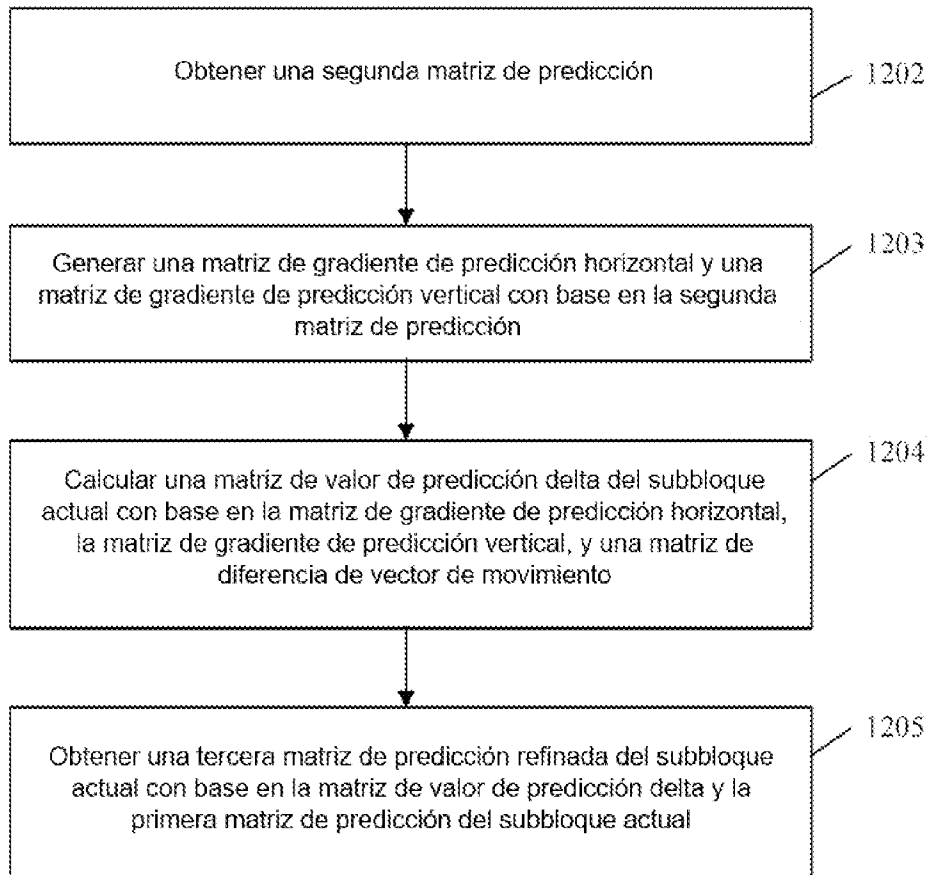 Obtener una segunda matriz de predicción
1202
Generar una matriz de gradiente de predicción horizontal y una
matriz de gradiente de predicción vertical con base en la segunda
matriz de predicción
1203
Calcular una matriz de valor de predicción delta del subbloque
actual con base en la matriz de gradiente de predicción horizontal,
la matriz de gradiente de predicción vertical, y una matriz de
diferencia de vector de movimiento
1204
Obtener una tercera matriz de predicción refinada del subbloque
actual con base en la matriz de valor de predicción delta y la
primera matriz de predicción del subbloque actual
1205